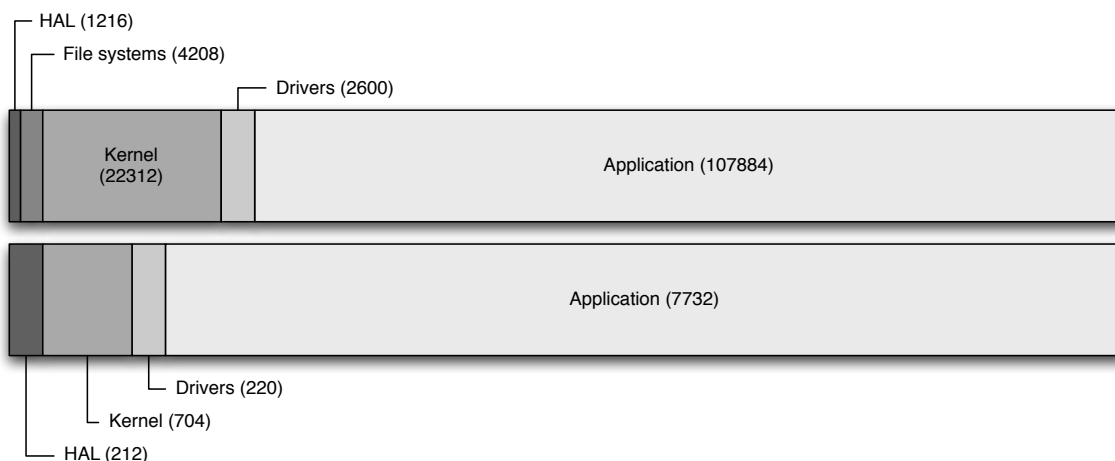 HAL (1216)
File systems (4208)
Drivers (2600)
Kernel
(22312)
Application (107884)
Application (7732)
Drivers (220)
Kernel (704)
HAL (212)